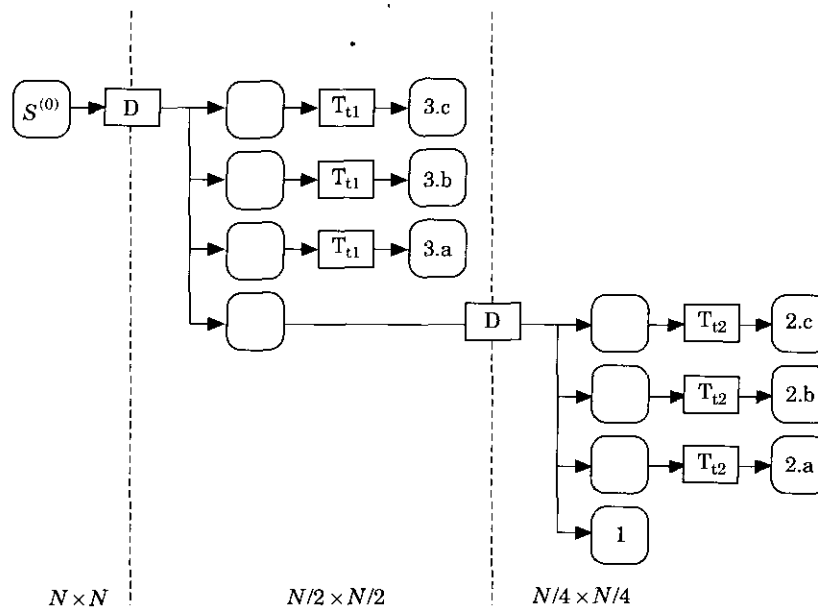 S^(0) D T_t1 3.c
T_t1 3.b
T_t1 3.a
D T_t2 2.c
T_t2 2.b
T_t2 2.a
1
N × N N/2 × N/2 N/4 × N/4